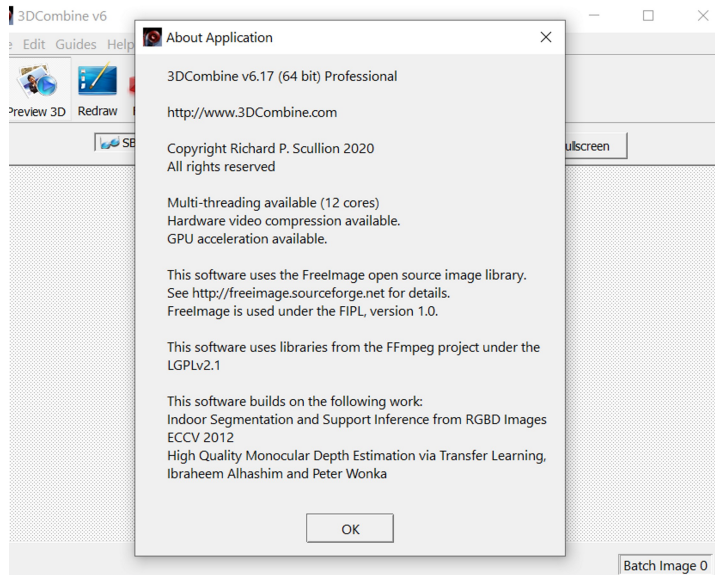 3DCombine v6
Edit Guides Help
About Application
Preview 3D Redraw
3DCombine v6.17 (64 bit) Professional
http://www.3DCombine.com
Copyright Richard P. Scullion 2020
All rights reserved
Multi-threading available (12 cores)
Hardware video compression available.
GPU acceleration available.
This software uses the FreeImage open source image library.
See http://freeimage.sourceforge.net for details.
FreeImage is used under the FIPL, version 1.0.
This software uses libraries from the FFmpeg project under the
LGPLv2.1
This software builds on the following work:
Indoor Segmentation and Support Inference from RGBD Images
ECCV 2012
High Quality Monocular Depth Estimation via Transfer Learning,
Ibraheem Alhashim and Peter Wonka
OK
Batch Image 0